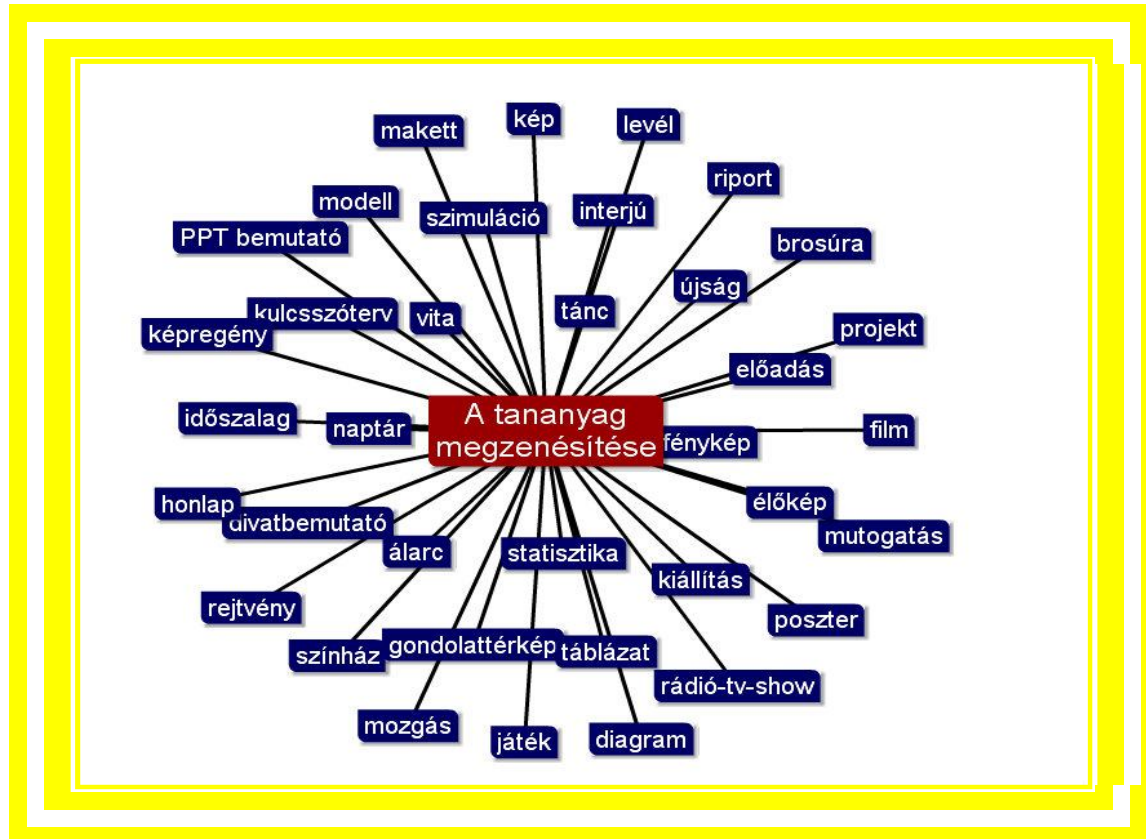 kép
levél
makett
riport
modell
szimuláció
interjú
PPT bemutató
brosúra
újság
kulcsszóterv
vita
tánc
képregény
projekt
előadás
időszalag
naptár
A tananyag
megzenésítése
fénykép
film
honlap
divatbemutató
élőkép
mutogatás
álarc
statisztika
kiállítás
rejtvény
poszter
színház
gondolattérkép
táblázat
rádió-tv-show
mozgás
játék
diagram